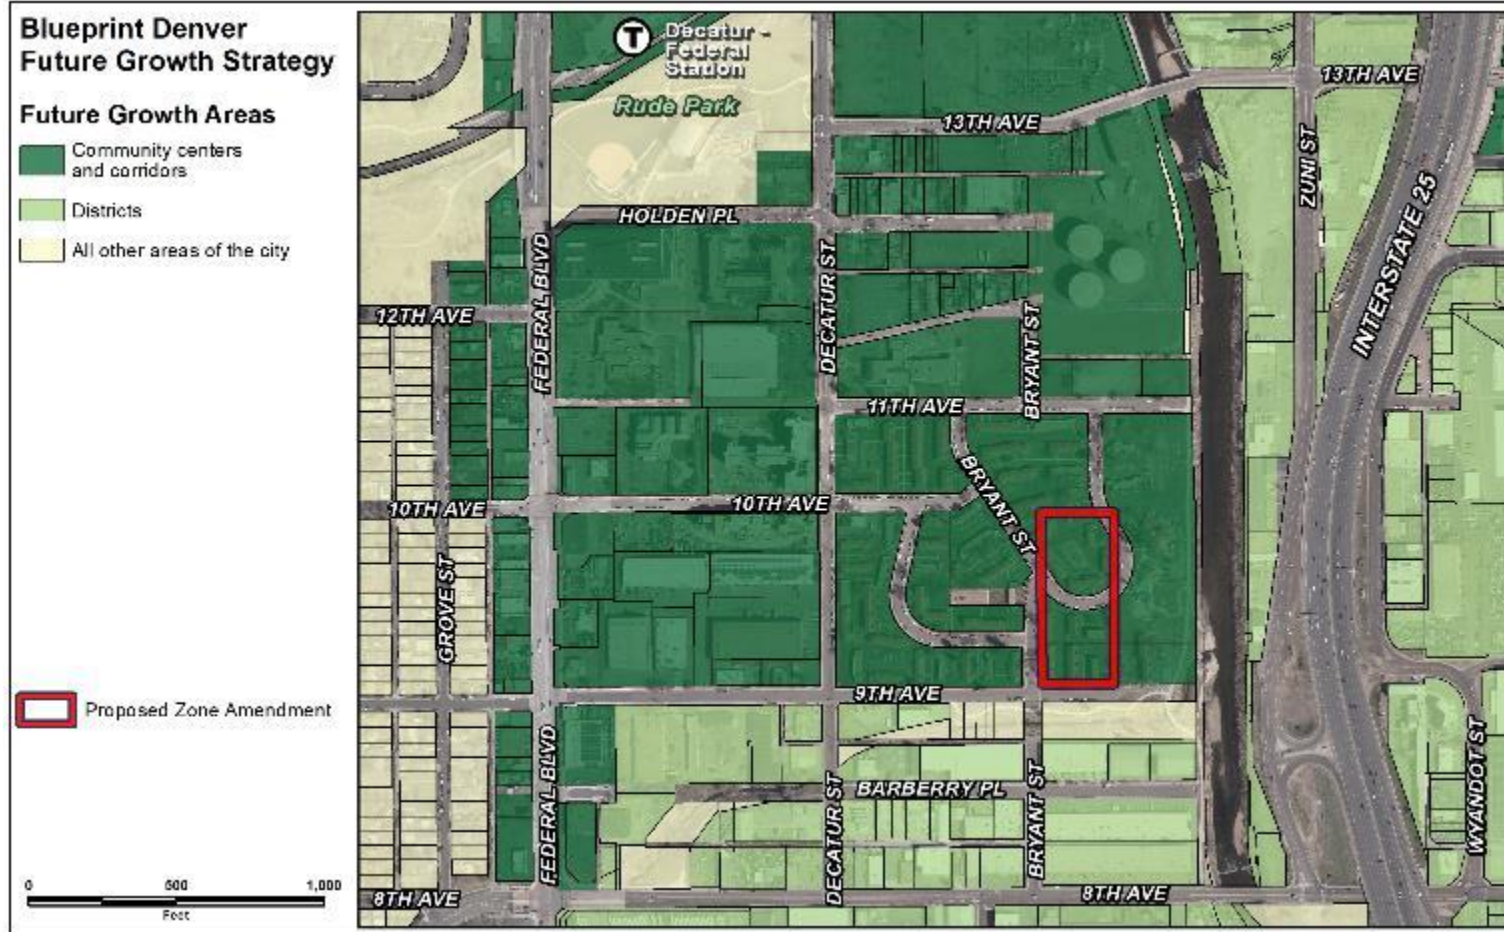 Blueprint Denver
Future Growth Strategy
Future Growth Areas
Community centers
and corridors
Districts
All other areas of the city
Proposed Zone Amendment
0 500 1,000
Feet
T
Decatur -
Federal
Station
Rude Park
13TH AVE
13TH AVE
ZUNI ST
INTERSTATE 25
HOLDEN PL
FEDERAL BLVD
DECATUR ST
12TH AVE
BRYANT ST
11TH AVE
BRYANT ST
10TH AVE
10TH AVE
GROVE ST
9TH AVE
FEDERAL BLVD
DECATUR ST
BARBERRY PL
BRYANT ST
WYANDOT ST
8TH AVE
8TH AVE